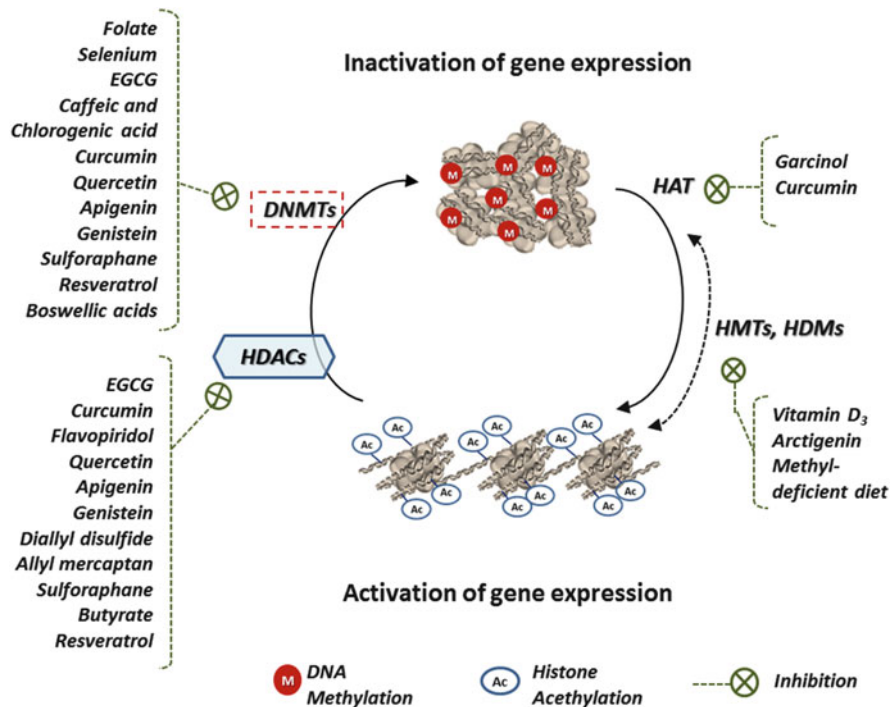 Folate
Selenium
EGCG
Caffeic and
Chlorogenic acid
Curcumin
Quercetin
Apigenin
Genistein
Sulforaphane
Resveratrol
Boswellic acids
Inactivation of gene expression
M
M
M
M
M
M
M
DNMTs
HAT
Garcinol
Curcumin
HDACs
HMTs, HDMs
EGCG
Curcumin
Flavopiridol
Quercetin
Apigenin
Genistein
Diallyl disulfide
Allyl mercaptan
Sulforaphane
Butyrate
Resveratrol
Vitamin D₃
Arctigenin
Methyl-
deficient diet
Ac
Ac
Ac
Ac
Ac
Ac
Ac
Ac
Ac
Ac
Ac
Ac
Activation of gene expression
M
DNA
Methylation
Ac
Histone
Acethylation
Inhibition